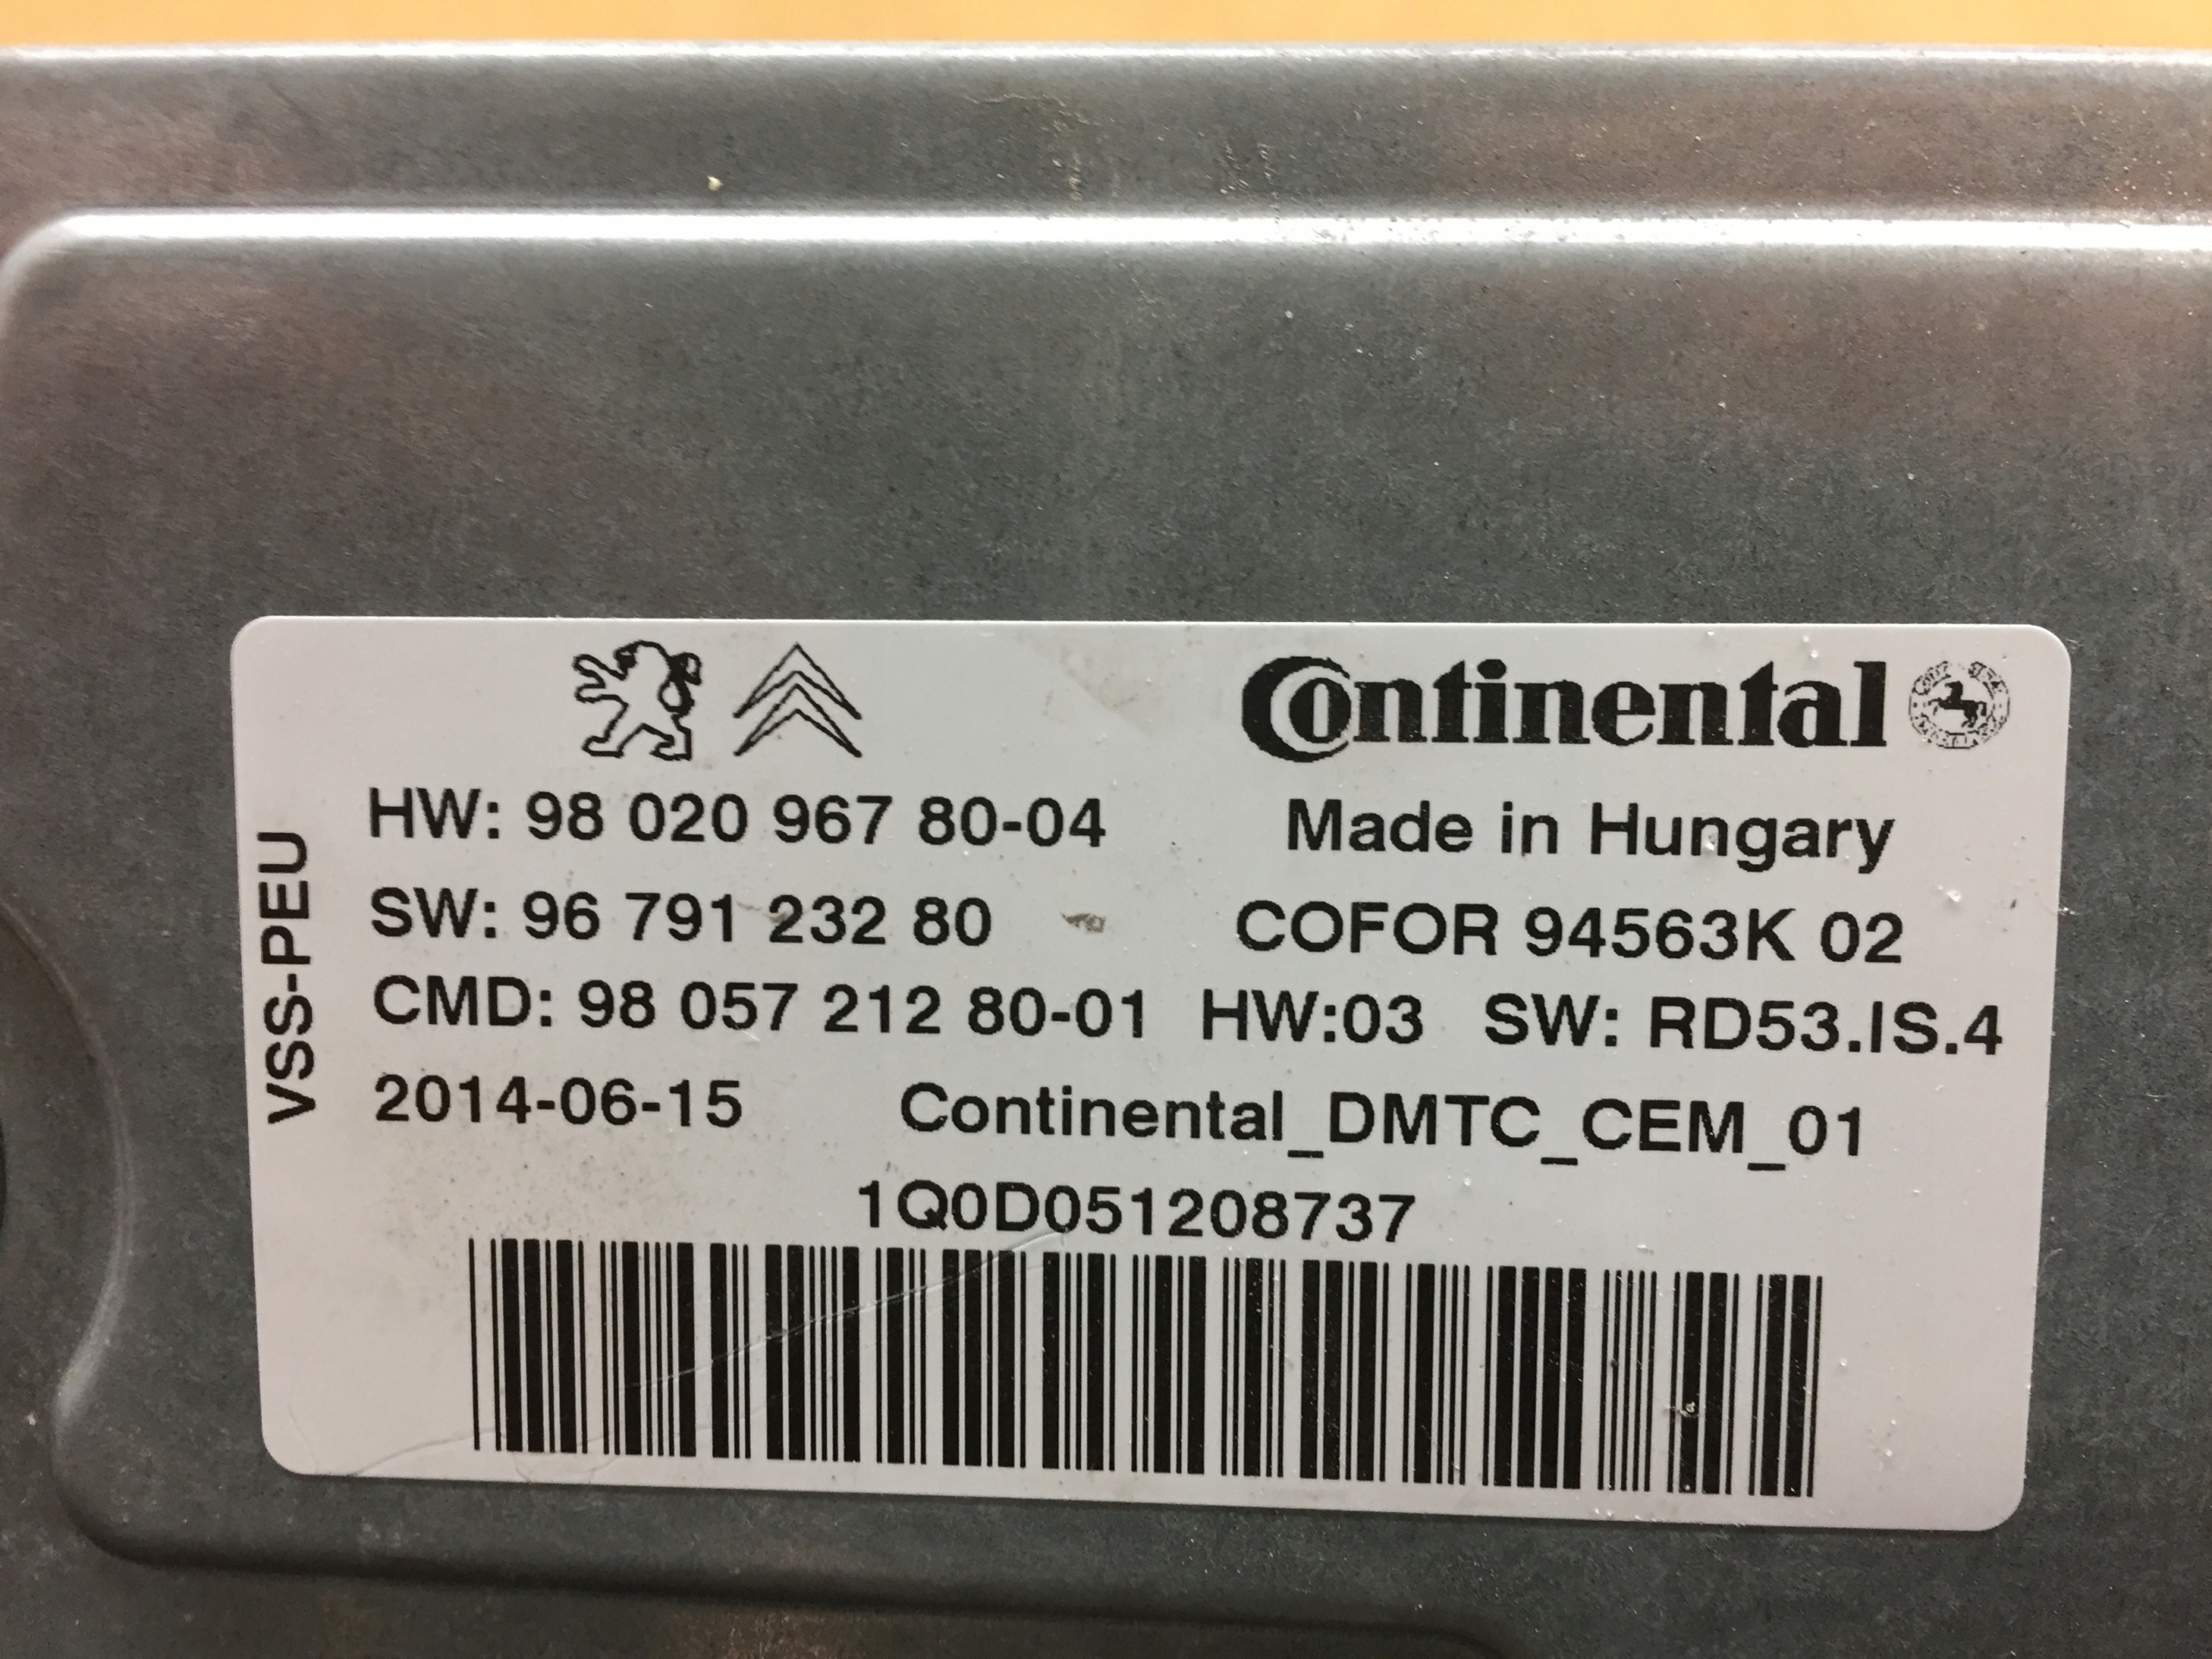 Continental
HW: 98 020 967 80-04
Made in Hungary
SW: 96 791 232 80
COFOR 94563K 02
CMD: 98 057 212 80-01 HW:03 SW: RD53.IS.4
2014-06-15 Continental_DMTC_CEM_01
1Q0D051208737
VSS-PEU